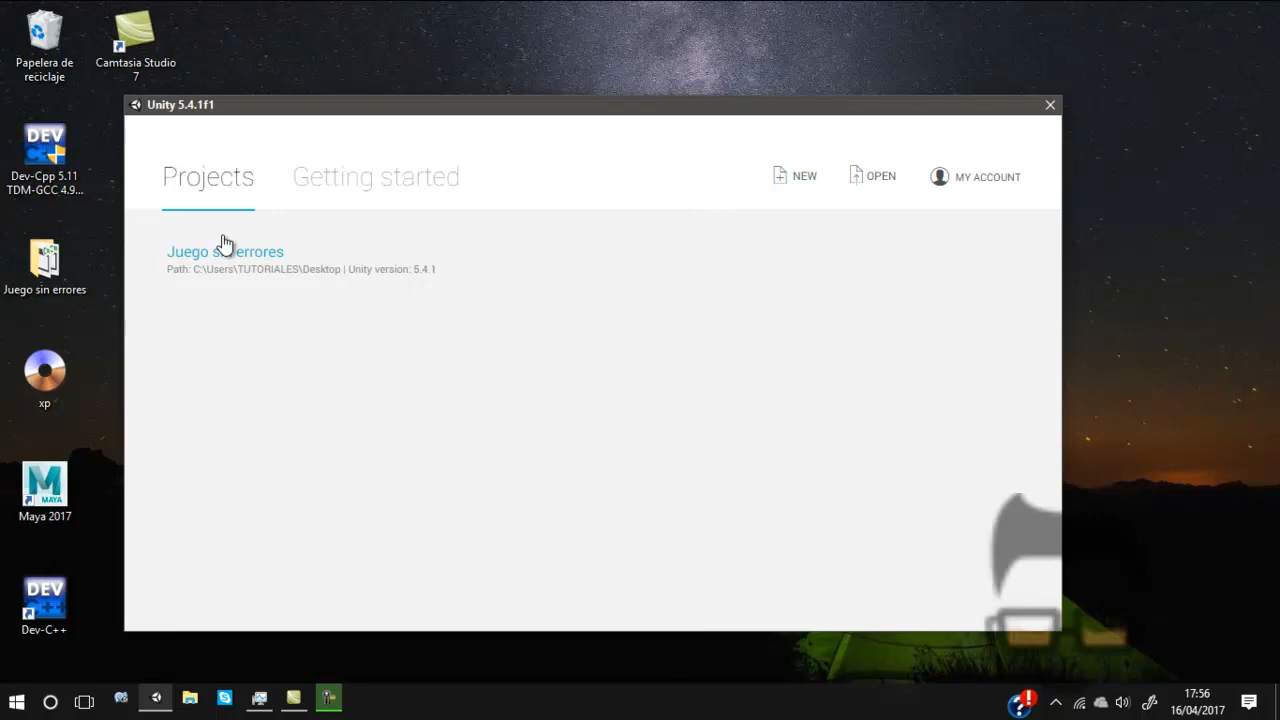 Papelera de
reciclaje
Camtasia Studio
7
DEV
C++
Dev-Cpp 5.11
TDM-GCC 4.9...
Juego sin errores
xp
M
MAYA
Maya 2017
DEV
C++
Dev-C++
Unity 5.4.1f1
Projects
Getting started
NEW
OPEN
MY ACCOUNT
Juego s errores
Path: C:\Users\TUTORIALES\Desktop | Unity version: 5.4.1
17:56
16/04/2017